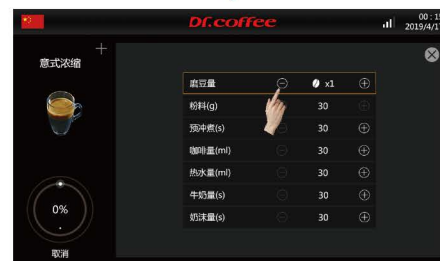 Dr.coffee
00 : 15
2019/4/17
意式浓缩
磨豆量 x1
粉料(g) 30
预冲煮(s) 30
咖啡量(ml) 30
热水量(ml) 30
牛奶量(s) 30
奶沫量(s) 30
0%
取消